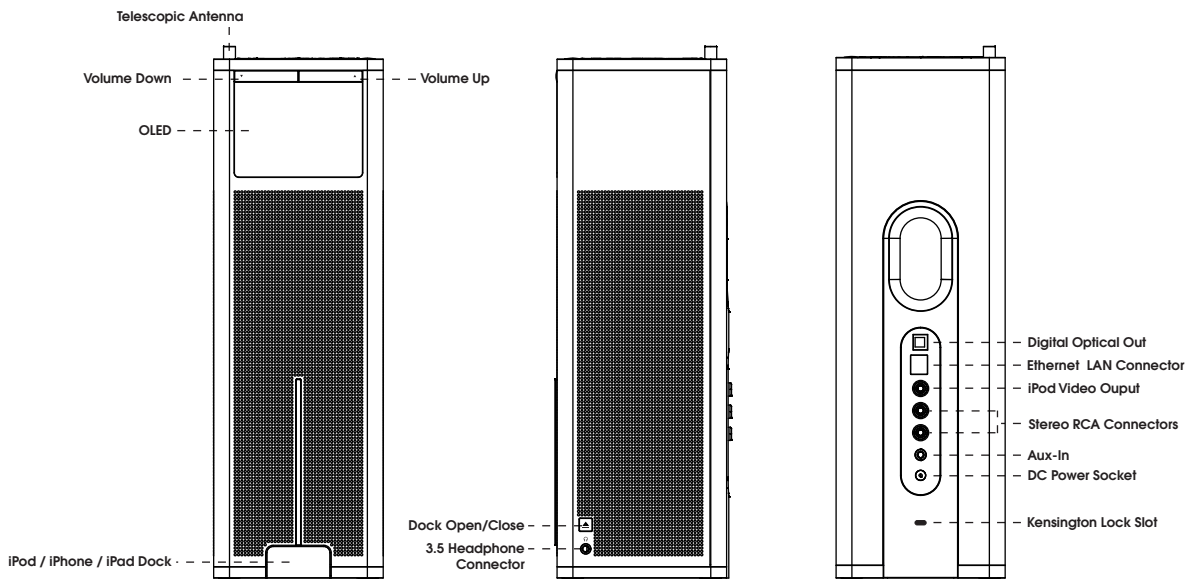 Telescopic Antenna
Volume Down
Volume Up
OLED
iPod / iPhone / iPad Dock
Dock Open/Close
3.5 Headphone
Connector
Digital Optical Out
Ethernet LAN Connector
iPod Video Ouput
Stereo RCA Connectors
Aux-In
DC Power Socket
Kensington Lock Slot